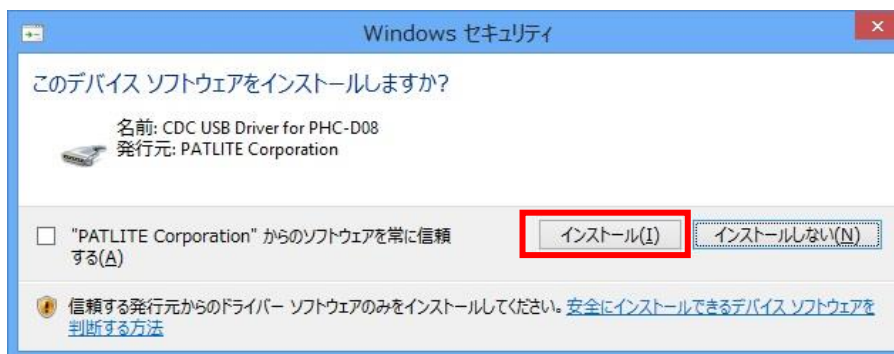 Windows セキュリティ
このデバイス ソフトウェアをインストールしますか?
名前: CDC USB Driver for PHC-D08
発行元: PATLITE Corporation
"PATLITE Corporation" からのソフトウェアを常に信頼
する(A)
インストール(I)
インストールしない(N)
信頼する発行元からのドライバー ソフトウェアのみをインストールしてください。安全にインストールできるデバイス ソフトウェアを
判断する方法